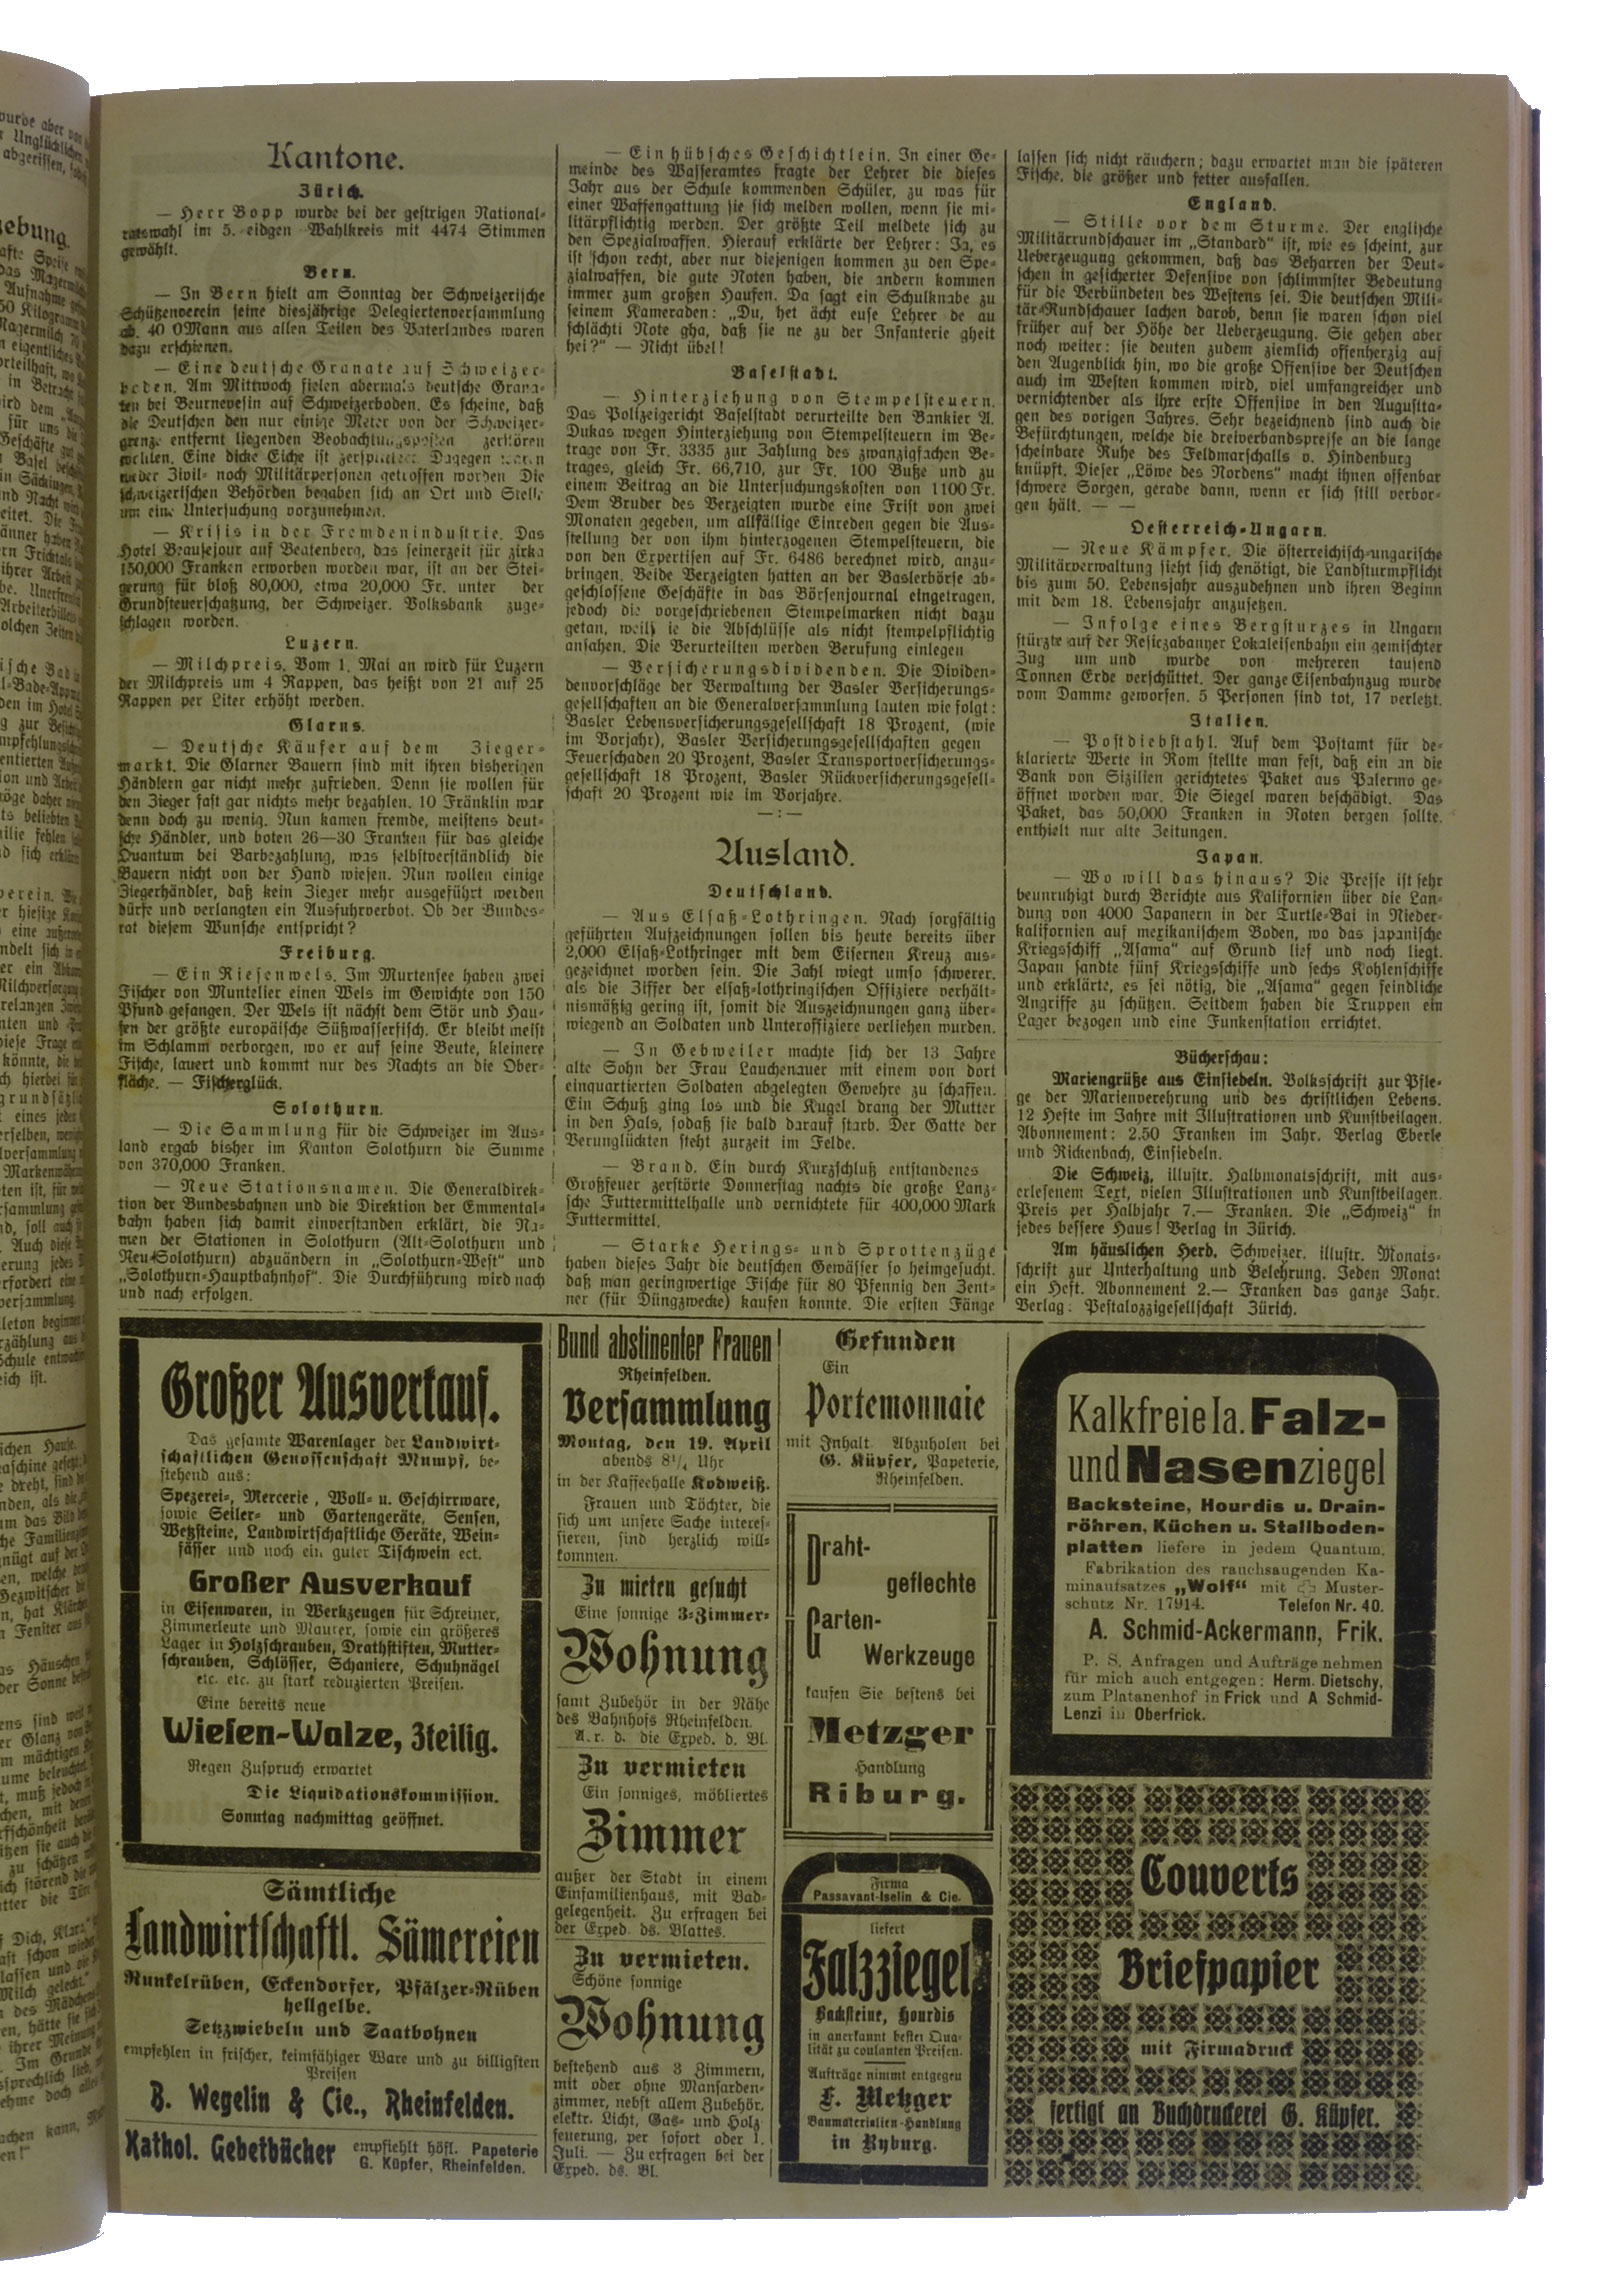 Kantone.
Zürich.
— Herr Bopp wurde bei der gestrigen National-
ratswahl im 5. eidgen Wahlkreis mit 4474 Stimmen
gewählt.
Bern.
— In Bern hielt am Sonntag der Schweizerische
Schützenverein seine diesjährige Delegiertenversammlung
ab. 40 0Mann aus allen Teilen des Vaterlandes waren
dazu erschienen.
— Eine deutsche Granate auf Schweizer-
boden. Am Mittwoch fielen abermals deutsche Grana-
ten bei Beurnevesin auf Schweizerboden. Es scheine, daß
die Deutschen den nur einige Meter von der Schweizer-
grenze entfernt liegenden Beobachtungsposten zerstören
wollen. Eine dicke Eiche ist zersplittert. Dagegen waren
weder Zivil- noch Militärpersonen getroffen worden Die
schweizerischen Behörden begaben sich an Ort und Stelle
um eine Untersuchung vorzunehmen.
— Krisis in der Fremdenindustrie. Das
Hotel Beausejour auf Beatenberg, das seinerzeit für zirka
150,000 Franken erworben worden war, ist an der Stei-
gerung für bloß 80,000, etwa 20,000 Fr. unter der
Grundsteuerschatzung, der Schweizer. Volksbank zuge-
schlagen worden.
Luzern.
— Milchpreis. Vom 1. Mai an wird für Luzern
der Milchpreis um 4 Rappen, das heißt von 21 auf 25
Rappen per Liter erhöht werden.
Glarus.
— Deutsche Käufer auf dem Zieger-
markt. Die Glarner Bauern sind mit ihren bisherigen
Händlern gar nicht mehr zufrieden. Denn sie wollen für
den Zieger fast gar nichts mehr bezahlen. 10 Fränklin war
denn doch zu wenig. Nun kamen fremde, meistens deut-
sche Händler, und boten 26—30 Franken für das gleiche
Quantum bei Barbezahlung, was selbstverständlich die
Bauern nicht von der Hand wiesen. Nun wollen einige
Ziegerhändler, daß kein Zieger mehr ausgeführt werden
dürfe und verlangten ein Ausfuhrverbot. Ob der Bundes-
rat diesem Wunsche entspricht?
Freiburg.
— Ein Riesenwels. Im Murtensee haben zwei
Fischer von Muntelier einen Wels im Gewichte von 150
Pfund gefangen. Der Wels ist nächst dem Stör und Hau-
sen der größte europäische Süßwasserfisch. Er bleibt meist
im Schlamm verborgen, wo er auf seine Beute, kleinere
Fische, lauert und kommt nur des Nachts an die Ober-
fläche. — Fischerglück.
Solothurn.
— Die Sammlung für die Schweizer im Aus-
land ergab bisher im Kanton Solothurn die Summe
von 370,000 Franken.
— Neue Stationsnamen. Die Generaldirek-
tion der Bundesbahnen und die Direktion der Emmental-
bahn haben sich damit einverstanden erklärt, die Na-
men der Stationen in Solothurn (Alt-Solothurn und
Neu-Solothurn) abzuändern in „Solothurn-West“ und
„Solothurn-Hauptbahnhof“. Die Durchführung wird nach
und nach erfolgen.
— Ein hübsches Geschichtlein. In einer Ge-
meinde des Wasseramtes fragte der Lehrer die dieses
Jahr aus der Schule kommenden Schüler, zu was für
einer Waffengattung sie sich melden wollen, wenn sie mi-
litärpflichtig werden. Der größte Teil meldete sich zu
den Spezialwaffen. Hierauf erklärte der Lehrer: Ja, es
ist schon recht, aber nur diejenigen kommen zu den Spe-
zialwaffen, die gute Noten haben, die andern kommen
immer zum großen Haufen. Da sagt ein Schulknabe zu
seinem Kameraden: „Du, het ächt euse Lehrer de au
schlächti Note gha, daß sie ne zu der Infanterie gheit
hei?“ — Nicht übel!
Baselstadt.
— Hinterziehung von Stempelsteuern.
Das Polizeigericht Baselstadt verurteilte den Bankier A.
Dukas wegen Hinterziehung von Stempelsteuern im Be-
trage von Fr. 3335 zur Zahlung des zwanzigfachen Be-
trages, gleich Fr. 66,710, zur Fr. 100 Buße und zu
einem Beitrag an die Untersuchungskosten von 1100 Fr.
Dem Bruder des Verzeigten wurde eine Frist von zwei
Monaten gegeben, um allfällige Einreden gegen die Aus-
stellung der von ihm hinterzogenen Stempelsteuern, die
von den Expertisen auf Fr. 6486 berechnet wird, anzu-
bringen. Beide Verzeigten hatten an der Baslerbörse ab-
geschlossene Geschäfte in das Börsenjournal eingetragen,
jedoch die vorgeschriebenen Stempelmarken nicht dazu
getan, weils ie die Abschlüsse als nicht stempelpflichtig
ansahen. Die Verurteilten werden Berufung einlegen
— Versicherungsdividenden. Die Dividen-
denvorschläge der Verwaltung der Basler Versicherungs-
gesellschaften an die Generalversammlung lauten wie folgt:
Basler Lebensversicherungsgesellschaft 18 Prozent, (wie
im Vorjahr), Basler Versicherungsgesellschaften gegen
Feuerschaden 20 Prozent, Basler Transportversicherungs-
gesellschaft 18 Prozent, Basler Rückversicherungsgesell-
schaft 20 Prozent wie im Vorjahre.
—:—
Ausland.
Deutschland.
— Aus Elsaß-Lothringen. Nach sorgfältig
geführten Aufzeichnungen sollen bis heute bereits über
2,000 Elsaß-Lothringer mit dem Eisernen Kreuz aus-
gezeichnet worden sein. Die Zahl wiegt umso schwerer,
als die Ziffer der elsaß-lothringischen Offiziere verhält-
nismäßig gering ist, somit die Auszeichnungen ganz über-
wiegend an Soldaten und Unteroffiziere verliehen wurden.
— In Gebweiler machte sich der 13 Jahre
alte Sohn der Frau Lauchenauer mit einem von dort
einquartierten Soldaten abgelegten Gewehre zu schaffen.
Ein Schuß ging los und die Kugel drang der Mutter
in den Hals, sodaß sie bald darauf starb. Der Gatte der
Verunglückten steht zurzeit im Felde.
— Brand. Ein durch Kurzschluß entstandenes
Großfeuer zerstörte Donnerstag nachts die große Lanz-
sche Futtermittelhalle und vernichtete für 400,000 Mark
Futtermittel.
— Starke Herings- und Sprottenzüge
haben dieses Jahr die deutschen Gewässer so heimgesucht,
daß man geringwertige Fische für 80 Pfennig den Zent-
ner (für Düngzwecke) kaufen konnte. Die ersten Fänge
lassen sich nicht räuchern; dazu erwartet man die späteren
Fische, die größer und fetter ausfallen.
England.
— Stille vor dem Sturme. Der englische
Militärrundschauer im „Standard“ ist, wie es scheint, zur
Ueberzeugung gekommen, daß das Beharren der Deut-
schen in gesicherter Defensive von schlimmster Bedeutung
für die Verbündeten des Westens sei. Die deutschen Mili-
tär-Rundschauer lachen darob, denn sie waren schon viel
früher auf der Höhe der Ueberzeugung. Sie gehen aber
noch weiter: sie deuten zudem ziemlich offenherzig auf
den Augenblick hin, wo die große Offensive der Deutschen
auch im Westen kommen wird, viel umfangreicher und
vernichtender als ihre erste Offensive in den Augustta-
gen des vorigen Jahres. Sehr bezeichnend sind auch die
Befürchtungen, welche die dreiverbandspresse an die lange
scheinbare Ruhe des Feldmarschalls v. Hindenburg
knüpft. Dieser „Löwe des Nordens“ macht ihnen offenbar
schwere Sorgen, gerade dann, wenn er sich still verbor-
gen hält. — —
Oesterreich-Ungarn.
— Neue Kämpfer. Die österreichisch-ungarische
Militärverwaltung sieht sich genötigt, die Landsturmpflicht
bis zum 50. Lebensjahr auszudehnen und ihren Beginn
mit dem 18. Lebensjahr anzusetzen.
— Infolge eines Bergsturzes in Ungarn
stürzte auf der Resiczabanyer Lokaleisenbahn ein gemischter
Zug um und wurde von mehreren tausend
Tonnen Erde verschüttet. Der ganze Eisenbahnzug wurde
vom Damme geworfen. 5 Personen sind tot, 17 verletzt.
Italien.
— Postdiebstahl. Auf dem Postamt für de-
klarierte Werte in Rom stellte man fest, daß ein an die
Bank von Sizilien gerichtetes Paket aus Palermo ge-
öffnet worden war. Die Siegel waren beschädigt. Das
Paket, das 50,000 Franken in Noten bergen sollte,
enthielt nur alte Zeitungen.
Japan.
— Wo will das hinaus? Die Presse ist sehr
beunruhigt durch Berichte aus Kalifornien über die Lan-
dung von 4000 Japanern in der Turtle-Bai in Nieder-
kalifornien auf mexikanischem Boden, wo das japanische
Kriegsschiff „Asama“ auf Grund lief und noch liegt.
Japan sandte fünf Kriegsschiffe und sechs Kohlenschiffe
und erklärte, es sei nötig, die „Asama“ gegen feindliche
Angriffe zu schützen. Seitdem haben die Truppen ein
Lager bezogen und eine Funkenstation errichtet.
Bücherschau:
Mariengrüße aus Einsiedeln. Volksschrift zur Pfle-
ge der Marienverehrung und des christlichen Lebens.
12 Hefte im Jahre mit Illustrationen und Kunstbeilagen.
Abonnement: 2.50 Franken im Jahr. Verlag Eberle
und Rickenbach, Einsiedeln.
Die Schweiz, illustr. Halbmonatsschrift, mit aus-
erlesenem Text, vielen Illustrationen und Kunstbeilagen.
Preis per Halbjahr 7.— Franken. Die „Schweiz“ in
jedes bessere Haus! Verlag in Zürich.
Am häuslichen Herd. Schweizer. illustr. Monats-
schrift zur Unterhaltung und Belehrung. Jeden Monat
ein Heft. Abonnement 2.— Franken das ganze Jahr.
Verlag: Pestalozzigesellschaft Zürich.
Großer Ausverkauf.
Das gesamte Warenlager der Landwirt-
schaftlichen Genossenschaft Mumpf, be-
stehend aus:
Spezerei-, Mercerie, Woll- u. Geschirrware,
sowie Seiler- und Gartengeräte, Sensen,
Wetzsteine, Landwirtschaftliche Geräte, Wein-
fässer und noch ein guter Tischwein ect.
Großer Ausverkauf
in Eisenwaren, in Werkzeugen für Schreiner,
Zimmerleute und Maurer, sowie ein größeres
Lager in Holzschrauben, Drathstiften, Mutter-
schrauben, Schlösser, Schaniere, Schuhnägel
etc. etc. zu stark reduzierten Preisen.
Eine bereits neue
Wiesen-Walze, 3teilig.
Regen Zuspruch erwartet
Die Liquidationskommission.
Sonntag nachmittag geöffnet.
Sämtliche
Landwirtschaftl. Sämereien
Runkelrüben, Eckendorfer, Pfälzer-Rüben
hellgelbe.
Setzzwiebeln und Saatbohnen
empfehlen in frischer, keimfähiger Ware und zu billigsten
Preisen
B. Wegelin & Cie., Rheinfelden.
Kathol. Gebetbücher empfiehlt höfl. Papeterie
G. Köpfer, Rheinfelden.
Bund abstinenter Frauen
Rheinfelden.
Versammlung
Montag, den 19. April
abends 8¼ Uhr
in der Kaffeehalle Kodweiß.
Frauen und Töchter, die
sich um unsere Sache interes-
sieren, sind herzlich will-
kommen.
Zu mieten gesucht
Eine sonnige 3-Zimmer-
Wohnung
samt Zubehör in der Nähe
des Bahnhofs Rheinfelden.
A.r.d. die Exped. d. Bl.
Zu vermieten
Ein sonniges, möbliertes
Zimmer
außer der Stadt in einem
Einfamilienhaus, mit Bad-
gelegenheit. Zu erfragen bei
der Exped. ds. Blattes.
Zu vermieten.
Schöne sonnige
Wohnung
bestehend aus 3 Zimmern,
mit oder ohne Mansarden-
zimmer, nebst allem Zubehör,
elektr. Licht, Gas- und Holz-
feuerung, per sofort oder 1.
Juli. — Zu erfragen bei der
Exped. ds. Bl.
Gefunden
Ein
Portemonnaie
mit Inhalt. Abzuholen bei
G. Küpfer, Papeterie,
Rheinfelden.
Draht-
geflechte
Garten-
Werkzeuge
kaufen Sie bestens bei
Metzger
Handlung
Riburg.
Firma
Passavant-Iselin & Cie.
liefert
Falzziegel
Backsteine, Hourdis
in anerkannt bester Qua-
lität zu coulanten Preisen.
Aufträge nimmt entgegen
F. Metzger
Baumaterialien-Handlung
in Ryburg.
Kalkfreie Ia. Falz-
und Nasenziegel
Backsteine, Hourdis u. Drain-
röhren, Küchen u. Stallboden-
platten liefere in jedem Quantum.
Fabrikation des rauchsaugenden Ka-
minaufsatzes „Wolf“ mit Muster-
schutz Nr. 17914. Telefon Nr. 40.
A. Schmid-Ackermann, Frik.
P. S. Anfragen und Aufträge nehmen
für mich auch entgegen: Herm. Dietschy,
zum Platanenhof in Frick und A Schmid-
Lenzi in Oberfrick.
Couverts
Briefpapier
mit Firmadruck
fertigt an Buchdruckerei G. Küpfer.